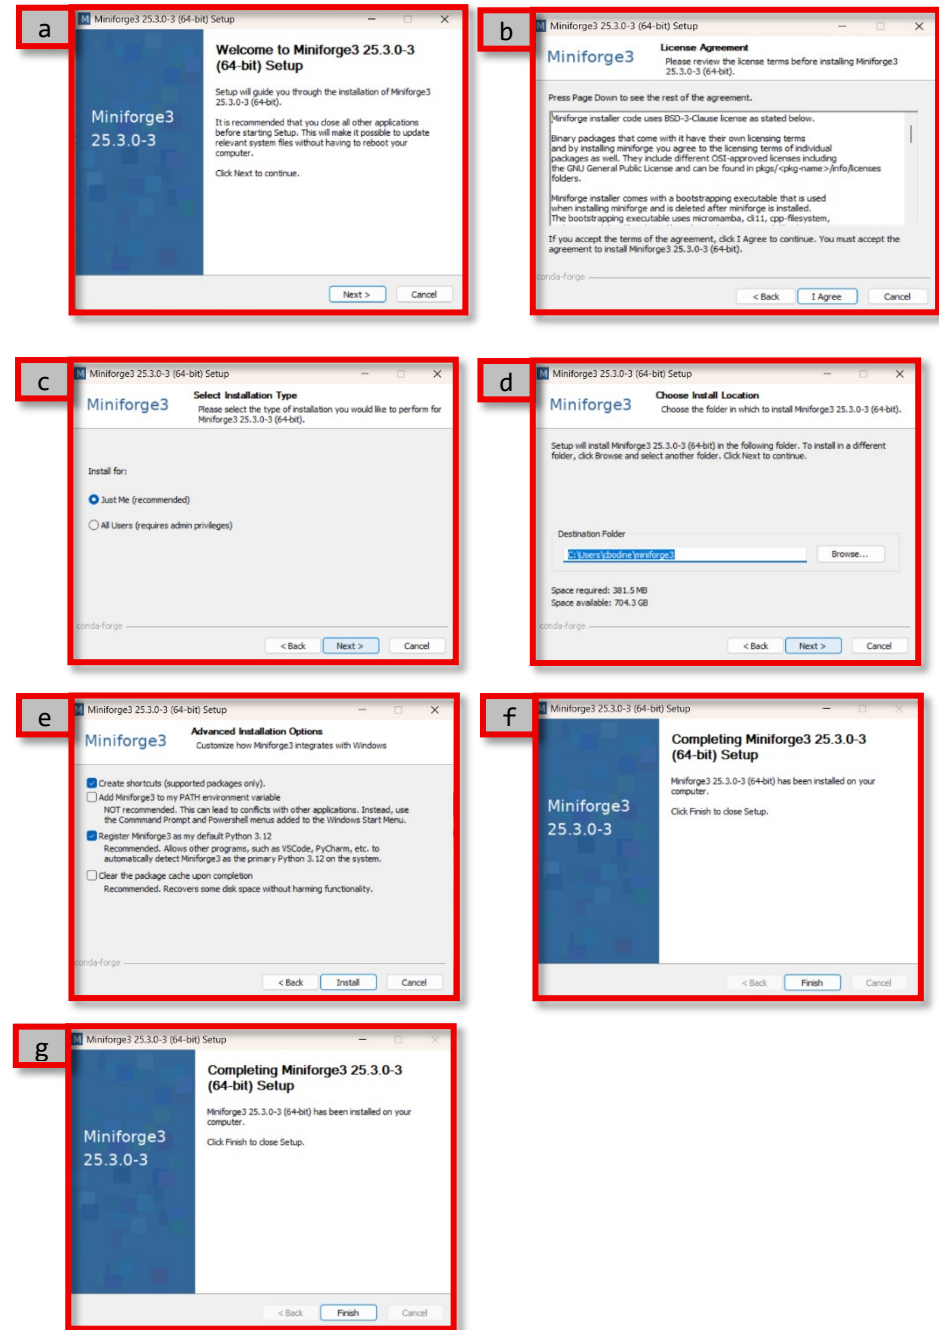 a
Miniforge3 25.3.0-3 (64-bit) Setup
Miniforge3
25.3.0-3
Welcome to Miniforge3 25.3.0-3
(64-bit) Setup
Setup will guide you through the installation of Miniforge3
25.3.0-3 (64-bit).
It is recommended that you close all other applications
before starting Setup. This will make it possible to update
relevant system files without having to reboot your
computer.
Click Next to continue.
Next >
Cancel
b
Miniforge3 25.3.0-3 (64-bit) Setup
Miniforge3
License Agreement
Please review the license terms before installing Miniforge3
25.3.0-3 (64-bit).
Press Page Down to see the rest of the agreement.
Miniforge installer code uses BSD-3-Clause license as stated below.
Binary packages that come with it have their own licensing terms
and by installing miniforge you agree to the licensing terms of individual
packages as well. They include different OSI-approved licenses including
the GNU General Public License and can be found in pkgs/<pkg-name>/info/licenses
folders.
Miniforge installer comes with a bootstrapping executable that is used
when installing miniforge and is deleted after miniforge is installed.
The bootstrapping executable uses micromamba, cli11, cpp-filesystem,
If you accept the terms of the agreement, click I Agree to continue. You must accept the
agreement to install Miniforge3 25.3.0-3 (64-bit).
conda-forge
< Back
I Agree
Cancel
c
Miniforge3 25.3.0-3 (64-bit) Setup
Miniforge3
Select Installation Type
Please select the type of installation you would like to perform for
Miniforge3 25.3.0-3 (64-bit).
Install for:
Just Me (recommended)
All Users (requires admin privileges)
conda-forge
< Back
Next >
Cancel
d
Miniforge3 25.3.0-3 (64-bit) Setup
Miniforge3
Choose Install Location
Choose the folder in which to install Miniforge3 25.3.0-3 (64-bit).
Setup will install Miniforge3 25.3.0-3 (64-bit) in the following folder. To install in a different
folder, click Browse and select another folder. Click Next to continue.
Destination Folder
C:\Users\cbodine\miniforge3
Browse...
Space required: 381.5 MB
Space available: 704.3 GB
conda-forge
< Back
Next >
Cancel
e
Miniforge3 25.3.0-3 (64-bit) Setup
Miniforge3
Advanced Installation Options
Customize how Miniforge3 integrates with Windows
Create shortcuts (supported packages only).
Add Miniforge3 to my PATH environment variable
NOT recommended. This can lead to conflicts with other applications. Instead, use
the Commmand Prompt and Powershell menus added to the Windows Start Menu.
Register Miniforge3 as my default Python 3.12
Recommended. Allows other programs, such as VSCode, PyCharm, etc. to
automatically detect Miniforge3 as the primary Python 3.12 on the system.
Clear the package cache upon completion
Recommended. Recovers some disk space without harming functionality.
conda-forge
< Back
Install
Cancel
f
Miniforge3 25.3.0-3 (64-bit) Setup
Miniforge3
25.3.0-3
Completing Miniforge3 25.3.0-3
(64-bit) Setup
Miniforge3 25.3.0-3 (64-bit) has been installed on your
computer.
Click Finish to close Setup.
< Back
Finish
Cancel
g
Miniforge3 25.3.0-3 (64-bit) Setup
Miniforge3
25.3.0-3
Completing Miniforge3 25.3.0-3
(64-bit) Setup
Miniforge3 25.3.0-3 (64-bit) has been installed on your
computer.
Click Finish to close Setup.
< Back
Finish
Cancel